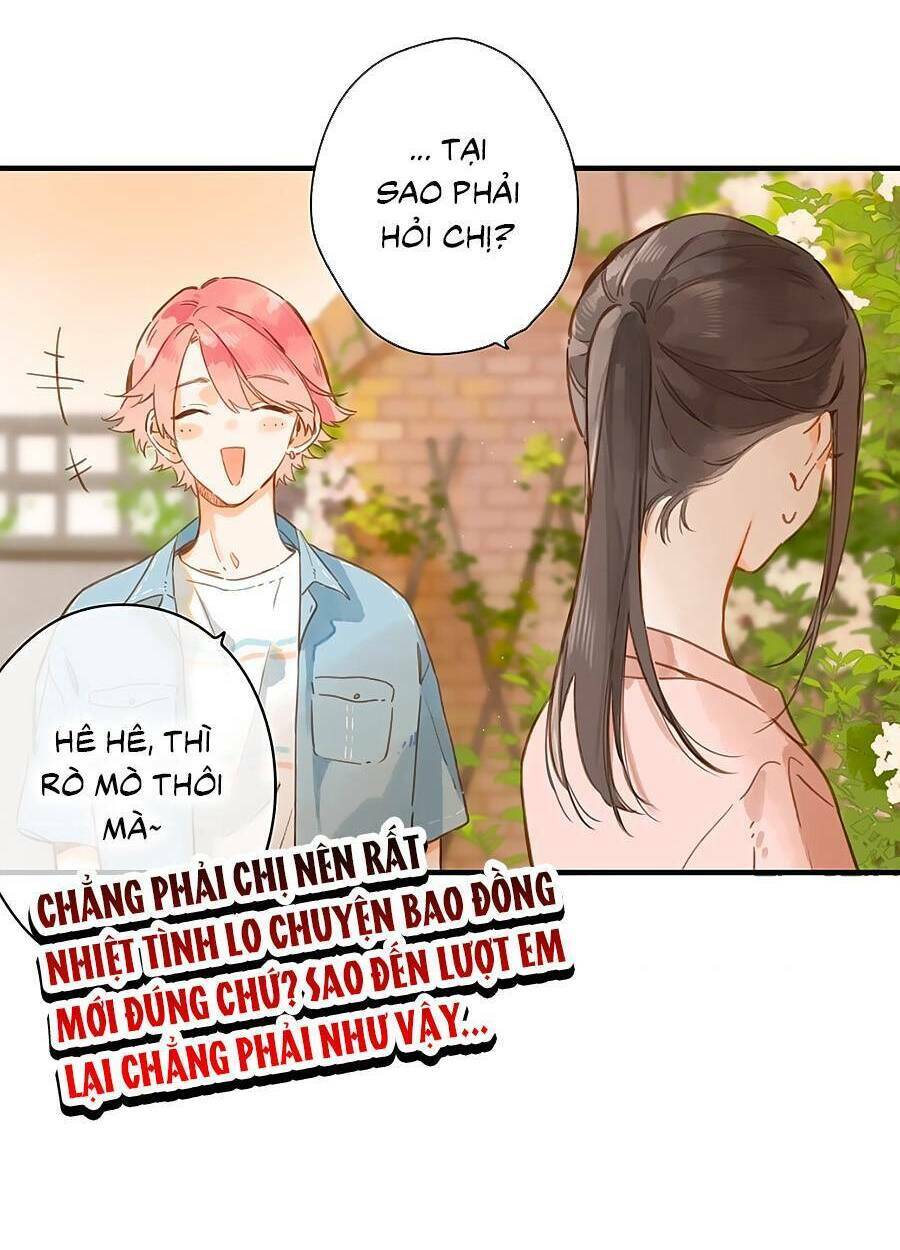 ... TẠI
SAO PHẢI
HỎI CHỊ?
HÊ HÊ, THÌ
RÒ MÒ THÔI
MÀ~
CHẲNG PHẢI CHỊ NÊN RẤT
NHIỆT TÌNH LO CHUYỆN BAO ĐỒNG
MỚI ĐÚNG CHỨ? SAO ĐẾN LƯỢT EM
LẠI CHẲNG PHẢI NHƯ VẬY...